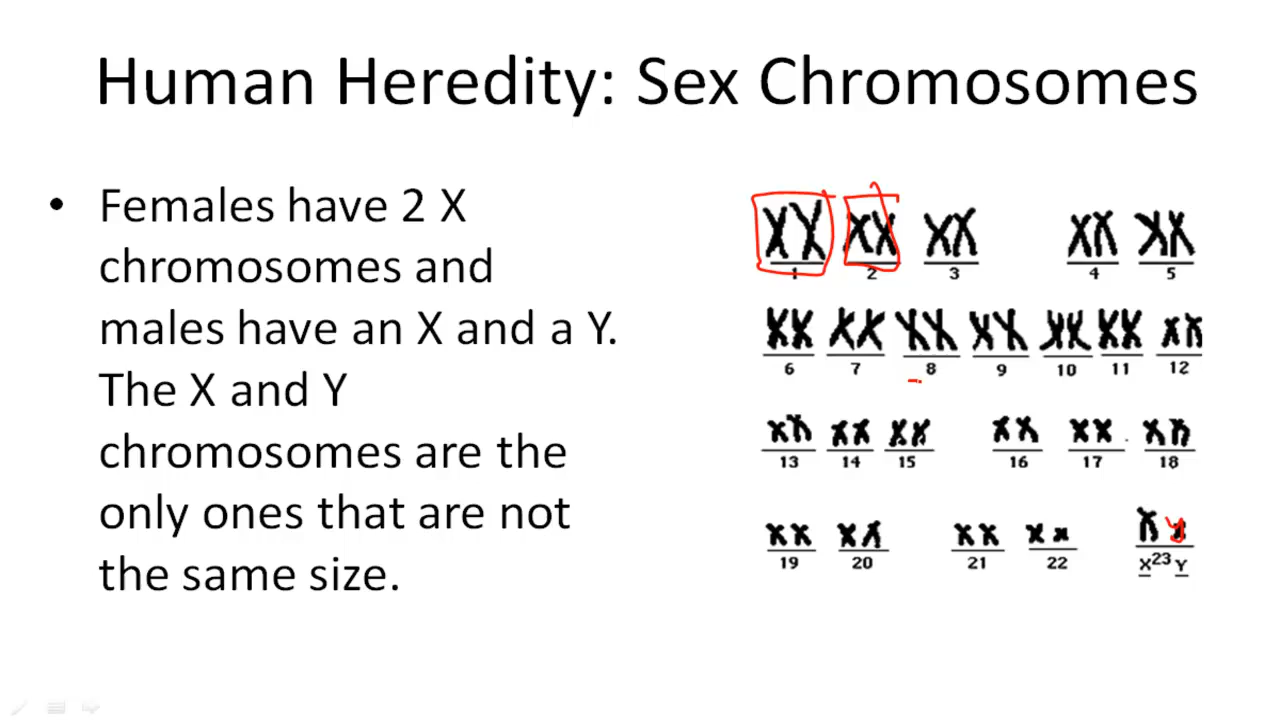 Human Heredity: Sex Chromosomes
• Females have 2 X
chromosomes and
males have an X and a Y.
The X and Y
chromosomes are the
only ones that are not
the same size.
1 2 3 4 5
6 7 8 9 10 11 12
13 14 15 16 17 18
19 20 21 22 X 23 Y